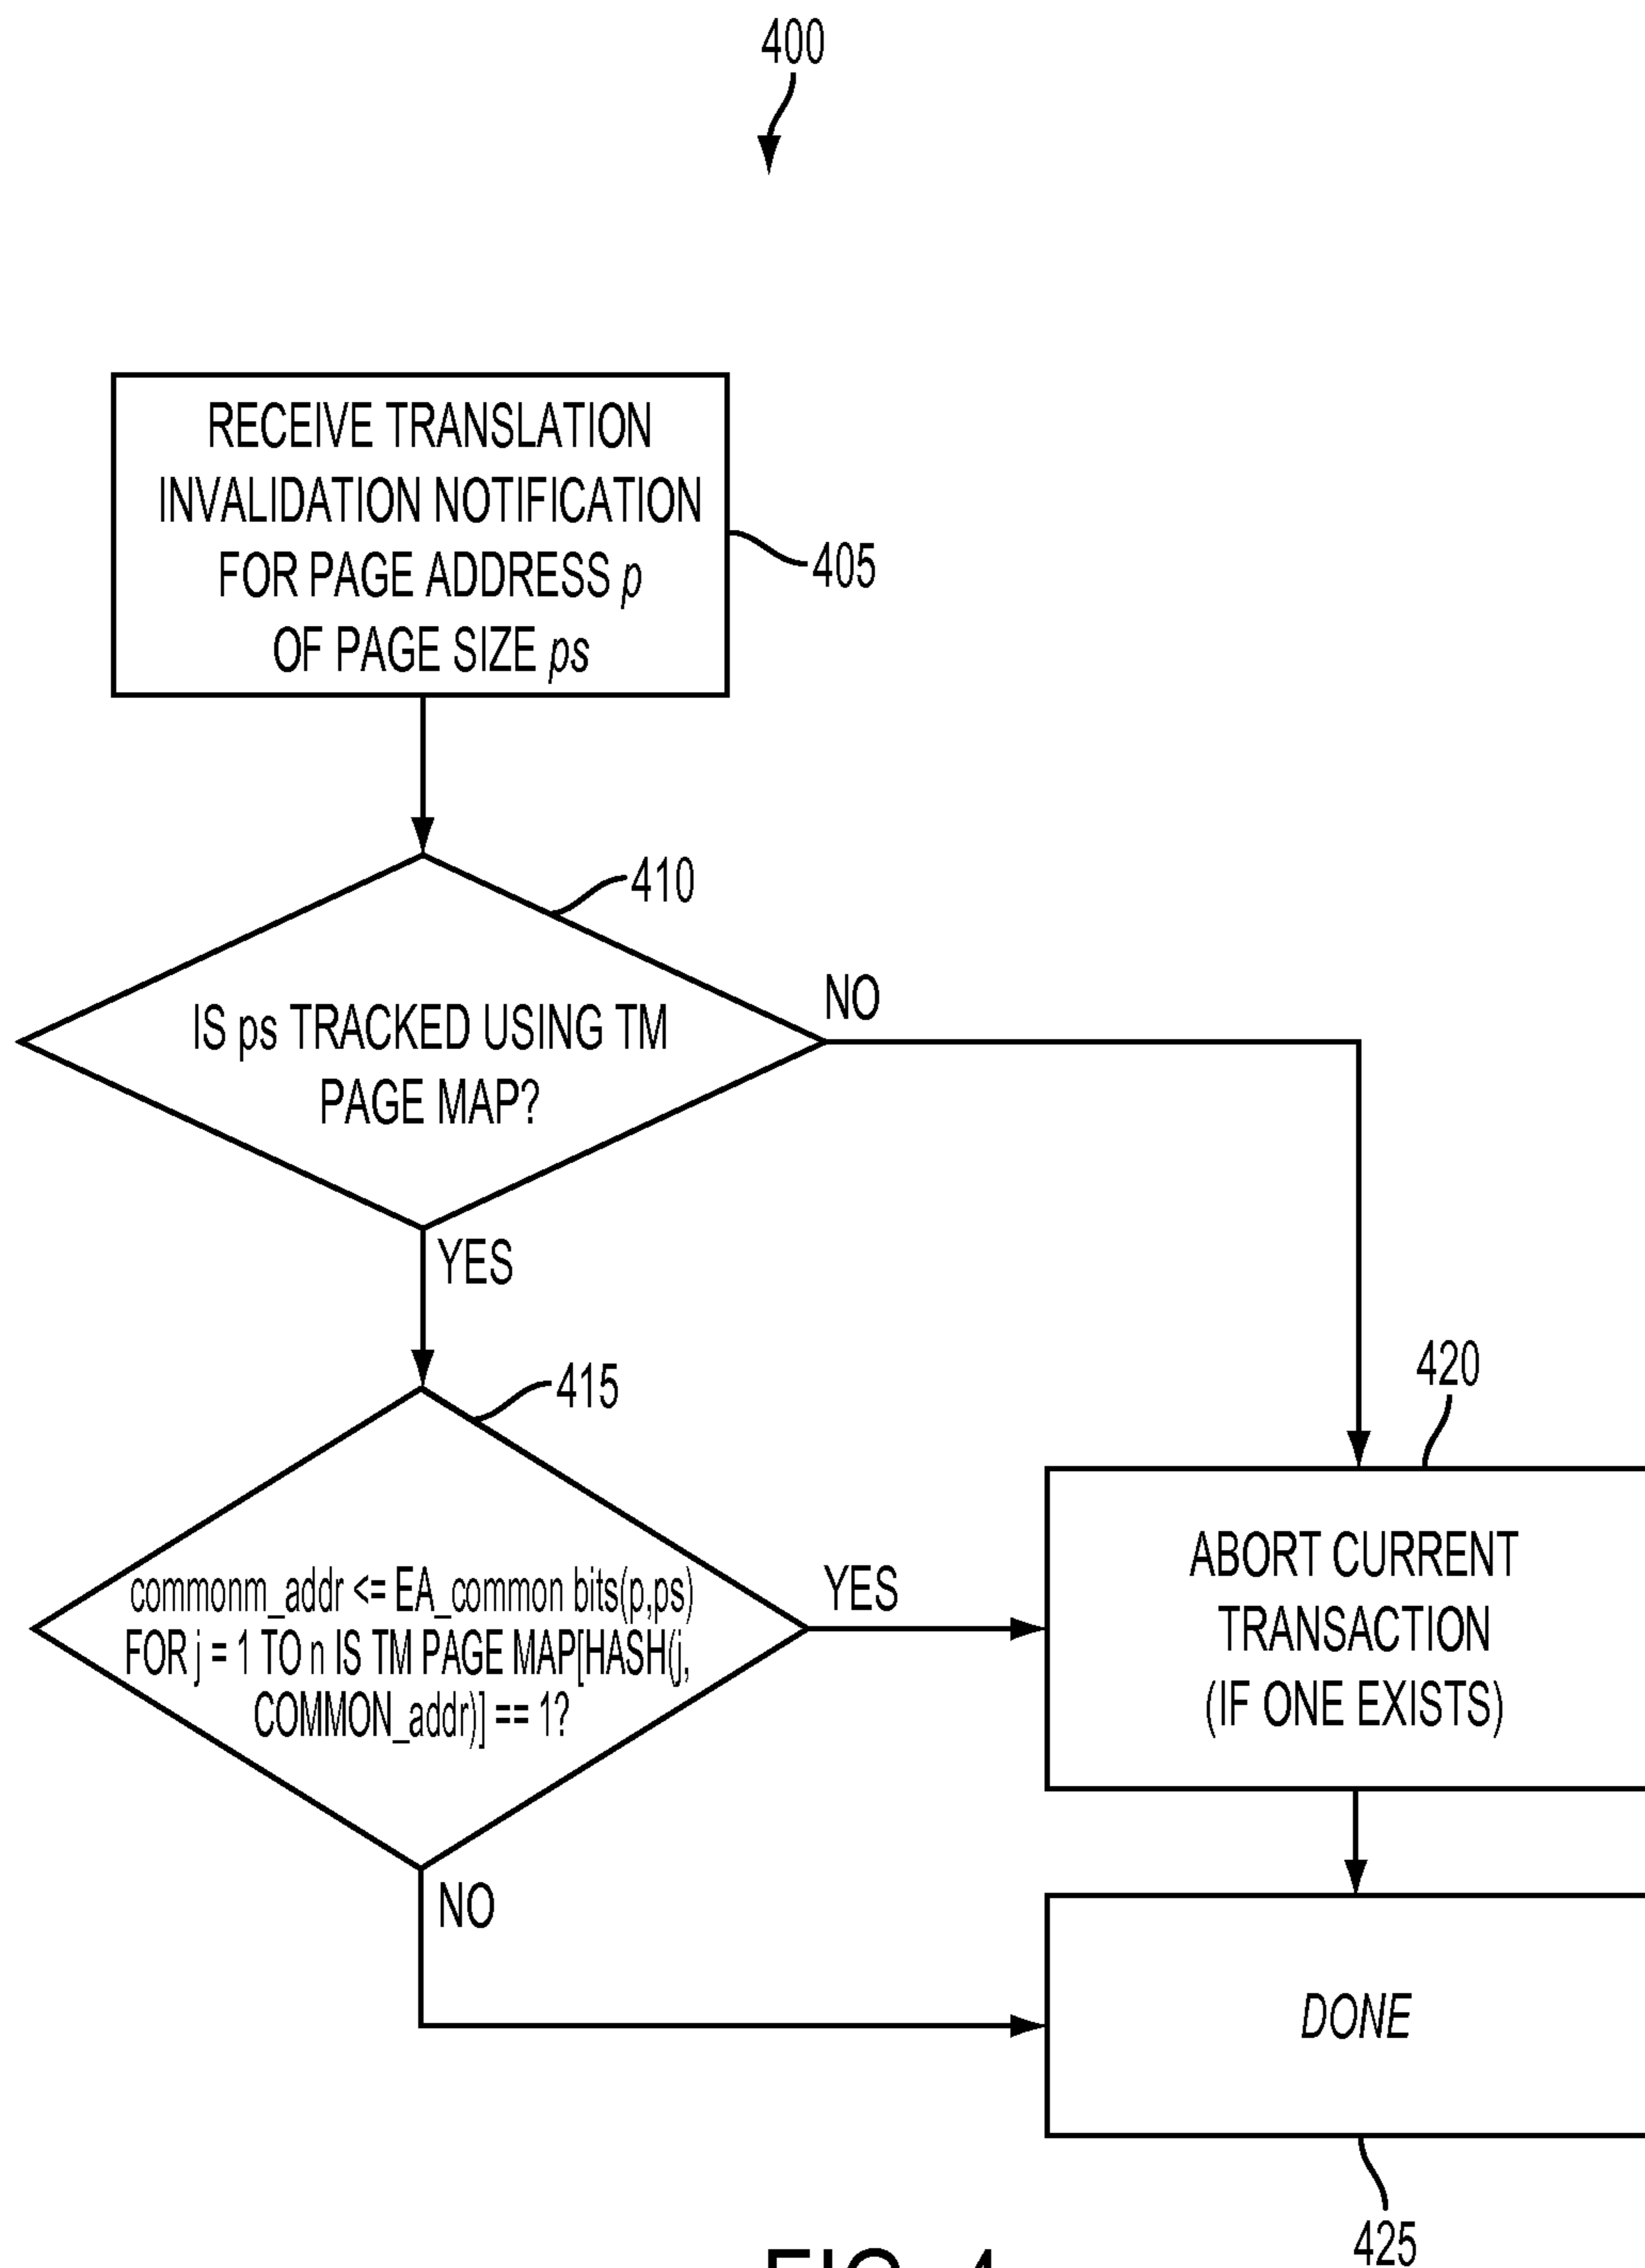 400
RECEIVE TRANSLATION
INVALIDATION NOTIFICATION
FOR PAGE ADDRESS p
OF PAGE SIZE ps
405
410
IS ps TRACKED USING TM
PAGE MAP?
NO
YES
415
commonm_addr <= EA_common bits(p,ps)
FOR j = 1 TO n IS TM PAGE MAP[HASH(j,
COMMON_addr)] == 1?
YES
NO
420
ABORT CURRENT
TRANSACTION
(IF ONE EXISTS)
DONE
425
FIG. 4